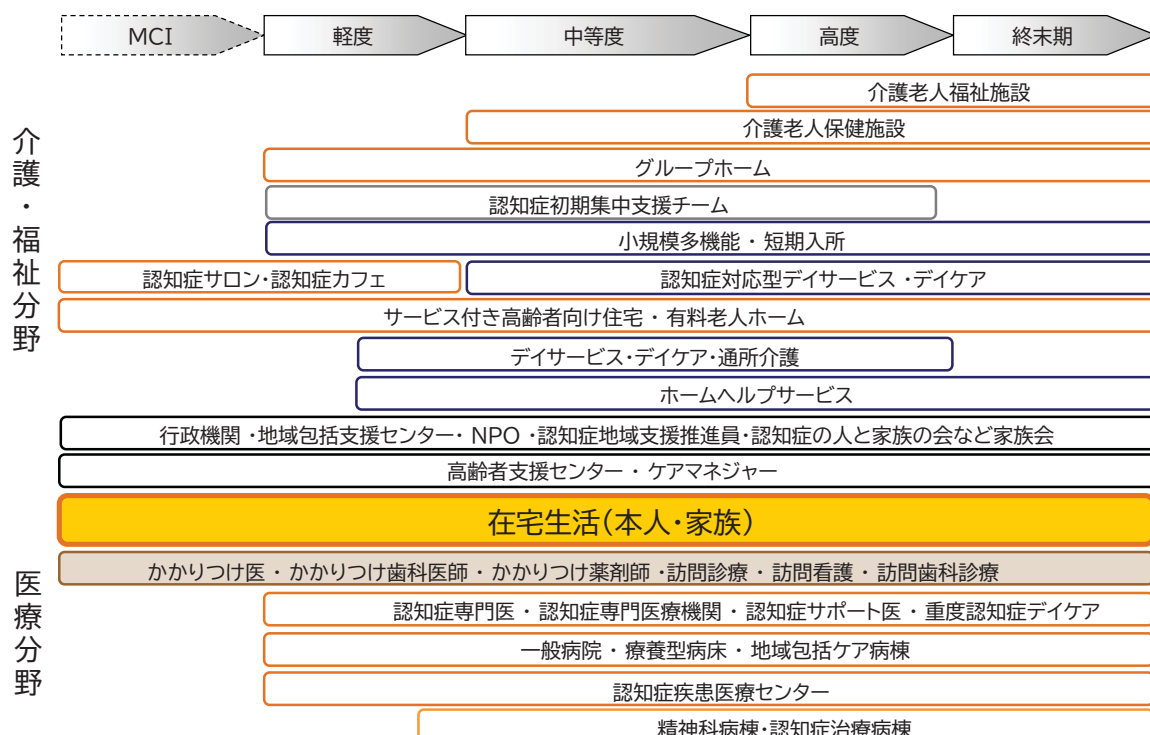 MCI 軽度 中等度 高度 終末期
介護・福祉分野
介護老人福祉施設
介護老人保健施設
グループホーム
認知症初期集中支援チーム
小規模多機能・短期入所
認知症サロン・認知症カフェ 認知症対応型デイサービス・デイケア
サービス付き高齢者向け住宅・有料老人ホーム
デイサービス・デイケア・通所介護
ホームヘルプサービス
行政機関・地域包括支援センター・NPO・認知症地域支援推進員・認知症の人と家族の会など家族会
高齢者支援センター・ケアマネジャー
在宅生活(本人・家族)
医療分野
かかりつけ医・かかりつけ歯科医師・かかりつけ薬剤師・訪問診療・訪問看護・訪問歯科診療
認知症専門医・認知症専門医療機関・認知症サポート医・重度認知症デイケア
一般病院・療養型病床・地域包括ケア病棟
認知症疾患医療センター
精神科病棟・認知症治療病棟